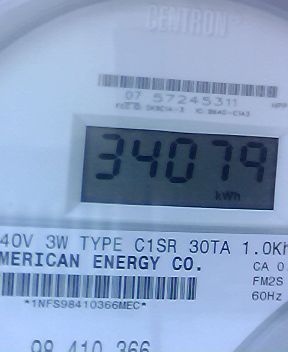 CENTRON
07 57245311
34079
kWh
40V 3W TYPE C1SR 30TA 1.0Kh
MERICAN ENERGY CO.
CA 0.
FM2S
60Hz
*1NFS98410366MEC*
98 410 366